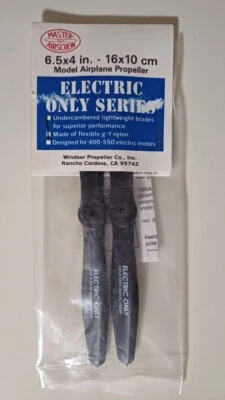 MASTER
AIRSCREW
6.5x4 in. - 16x10 cm
Model Airplane Propeller
ELECTRIC
ONLY SERIES
Undercambered lightweight blades
for superior performance
Made of flexible g/f nylon
Designed for 400-550 electric motors
Windsor Propeller Co., Inc.
Rancho Cordova, CA 95742
ELECTRIC ONLY
ELECTRIC ONLY